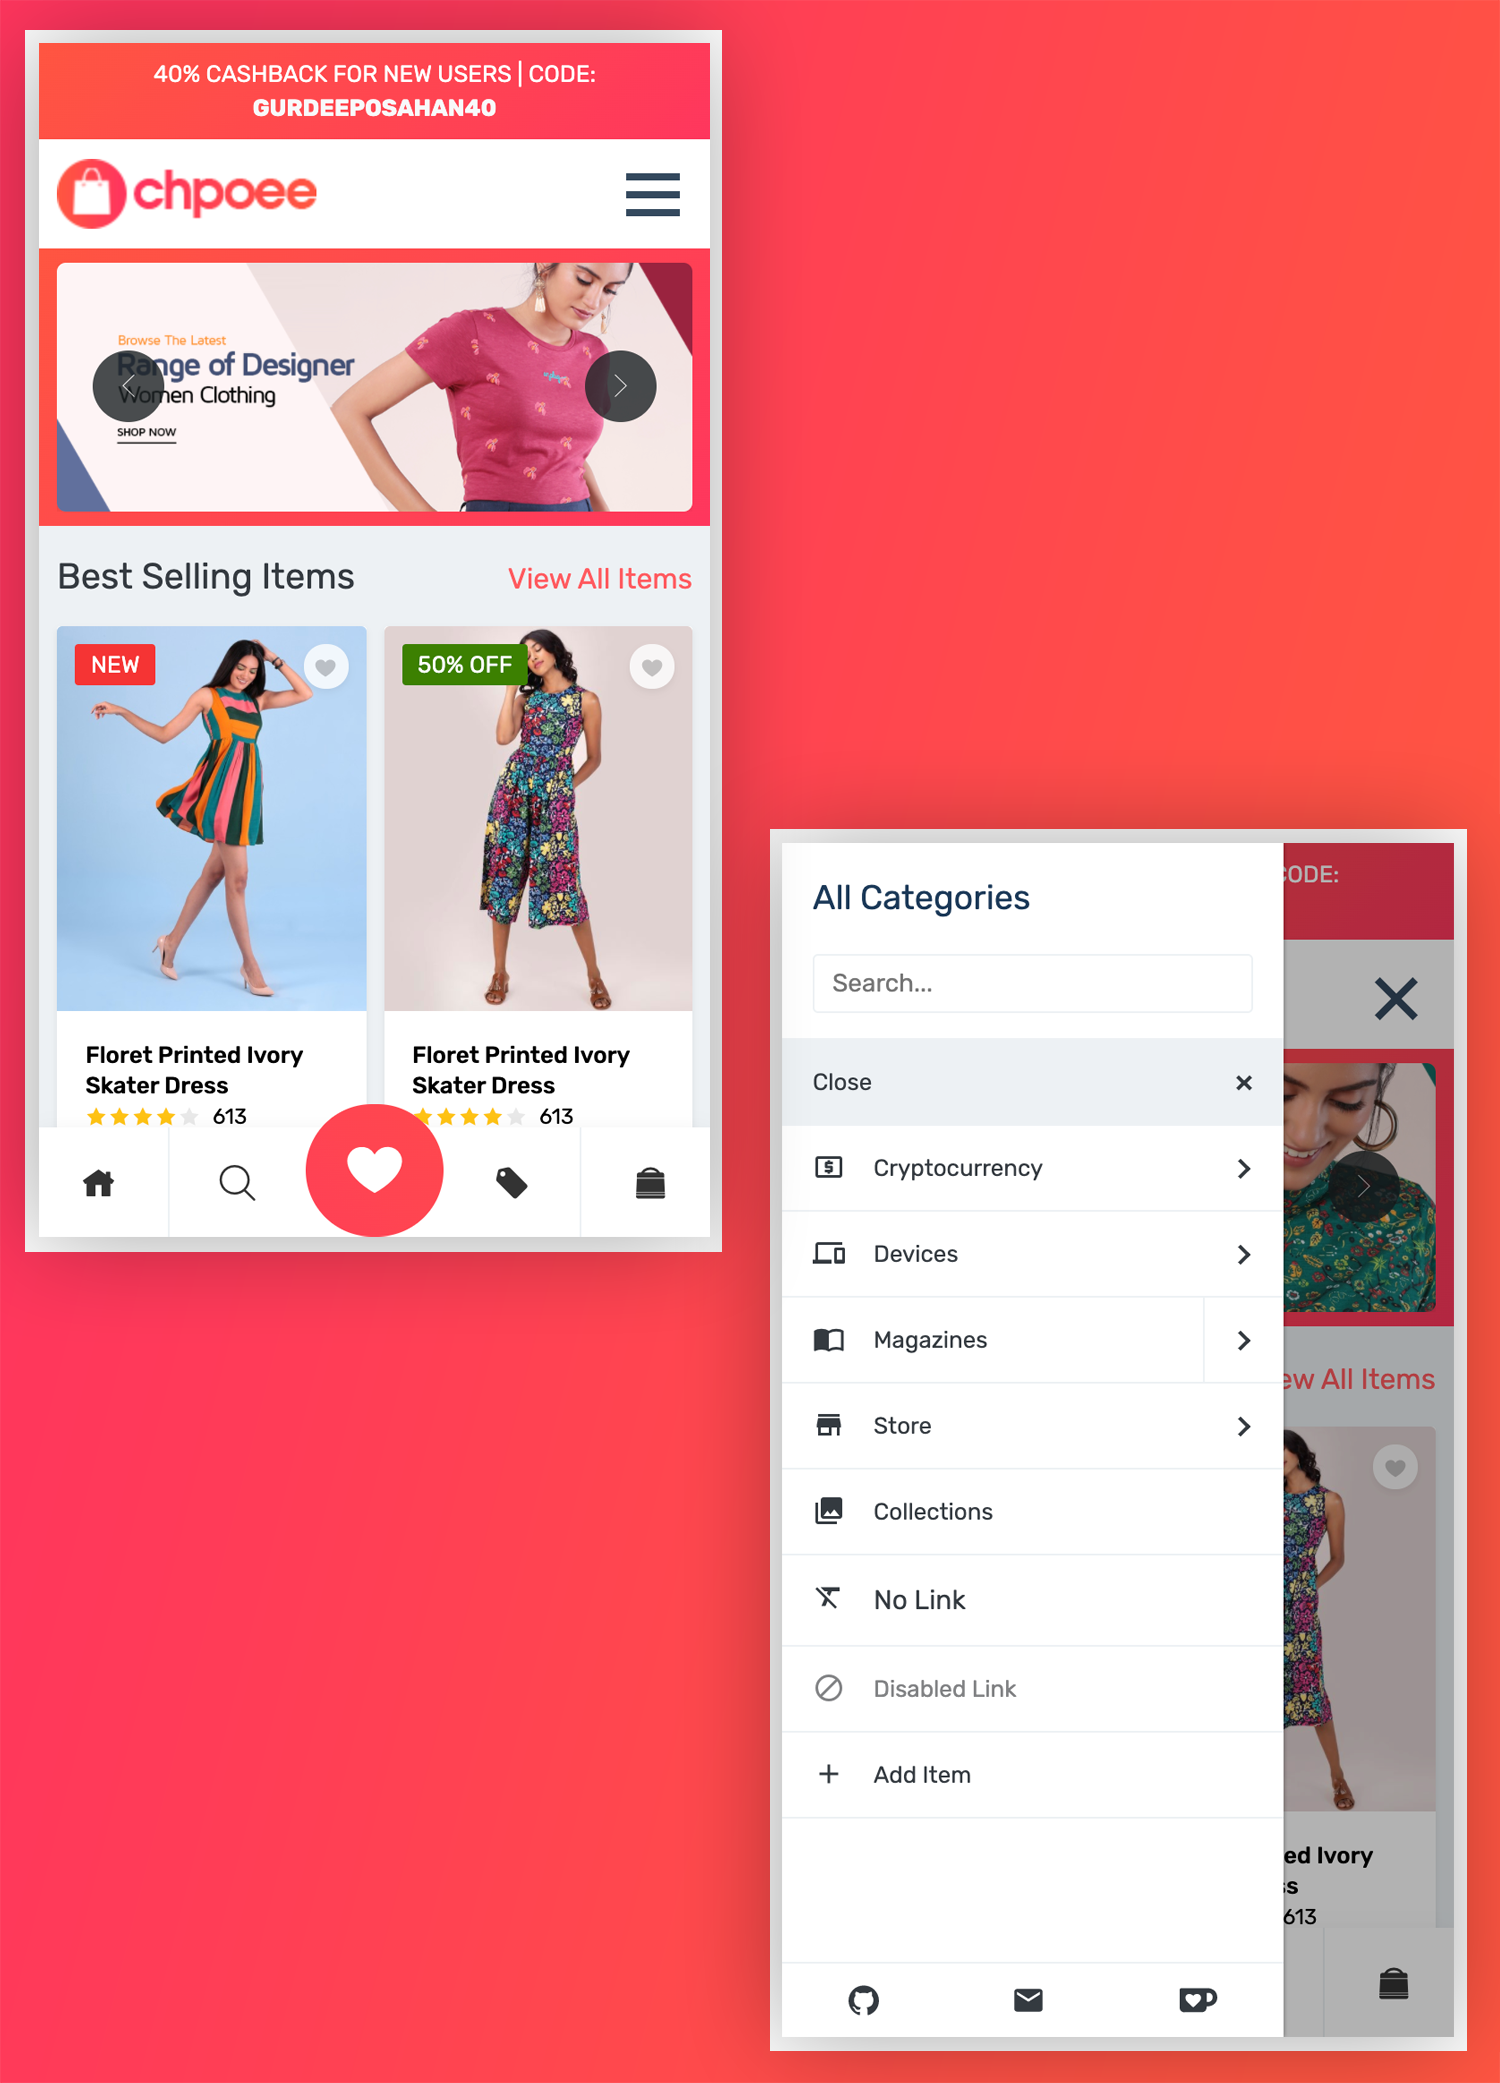 40% CASHBACK FOR NEW USERS | CODE:
GURDEEPOSAHAN40
chpoee
Browse The Latest
Range of Designer
Women Clothing
SHOP NOW
Best Selling Items
View All Items
NEW
50% OFF
Floret Printed Ivory
Skater Dress
613
Floret Printed Ivory
Skater Dress
613
All Categories
Search...
Close
Cryptocurrency
Devices
Magazines
Store
Collections
No Link
Disabled Link
Add Item
CODE:
ew All Items
ed Ivory
ss
613